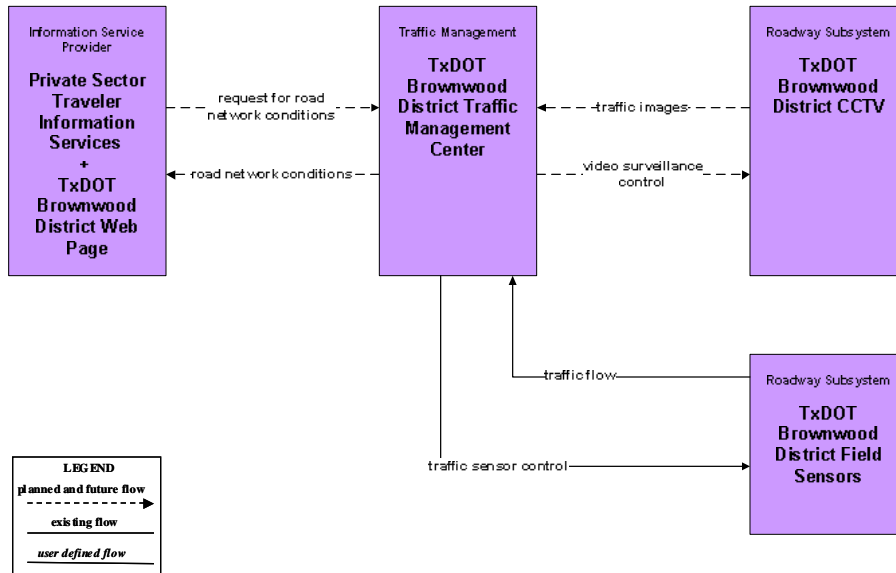 Information Service
Provider
Private Sector
Traveler
Information
Services
+
TxDOT
Brownwood
District Web
Page
request for road
network conditions
road network conditions
Traffic Management
TxDOT
Brownwood
District Traffic
Management
Center
traffic images
video surveillance
control
Roadway Subsystem
TxDOT
Brownwood
District CCTV
traffic flow
traffic sensor control
Roadway Subsystem
TxDOT
Brownwood
District Field
Sensors
LEGEND
planned and future flow
existing flow
user defined flow